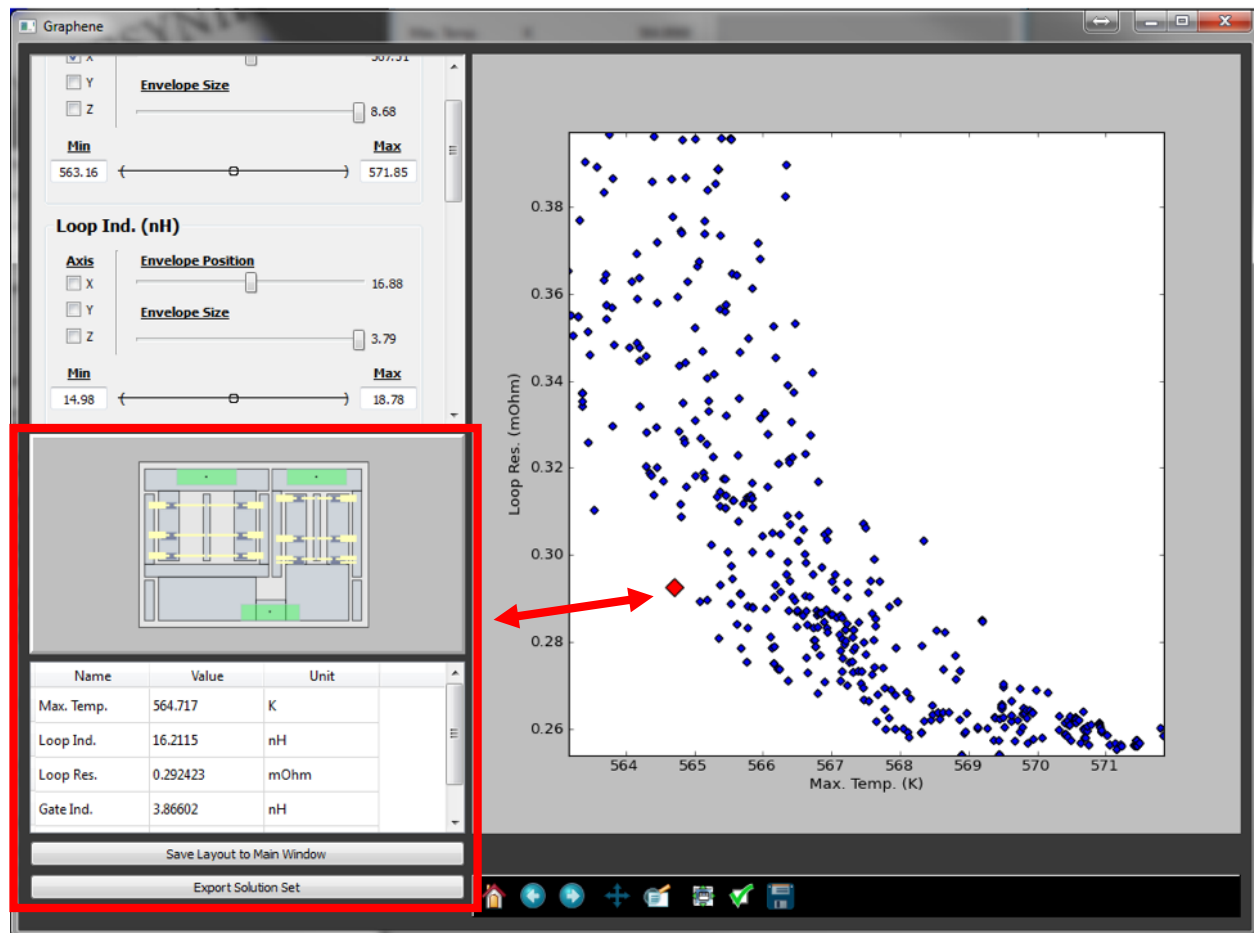 Graphene
X 567.51
Y Envelope Size
Z 8.68
Min Max
563.16 571.85
Loop Ind. (nH)
Axis Envelope Position
X 16.88
Y Envelope Size
Z 3.79
Min Max
14.98 18.78
Name Value Unit
Max. Temp. 564.717 K
Loop Ind. 16.2115 nH
Loop Res. 0.292423 mOhm
Gate Ind. 3.86602 nH
Save Layout to Main Window
Export Solution Set
0.38
0.36
0.34
0.32
0.30
0.28
0.26
Loop Res. (mOhm)
564 565 566 567 568 569 570 571
Max. Temp. (K)